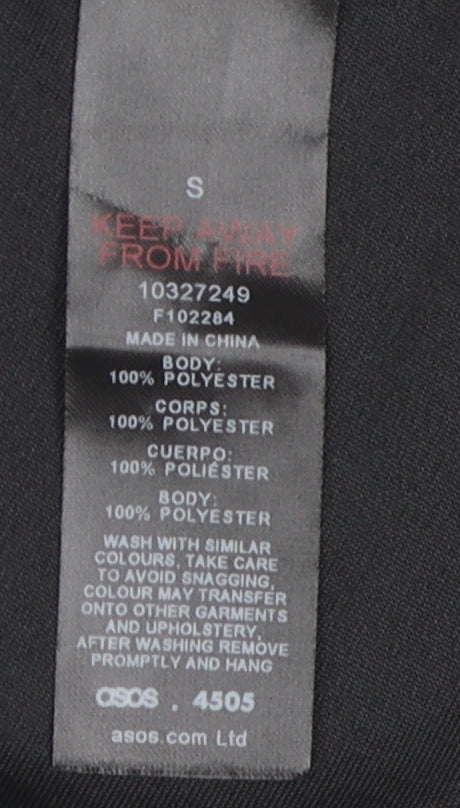 S
KEEP AWAY
FROM FIRE
10327249
F102284
MADE IN CHINA
BODY:
100% POLYESTER
CORPS:
100% POLYESTER
CUERPO:
100% POLIÉSTER
BODY:
100% POLYESTER
WASH WITH SIMILAR
COLOURS, TAKE CARE
TO AVOID SNAGGING,
COLOUR MAY TRANSFER
ONTO OTHER GARMENTS
AND UPHOLSTERY,
AFTER WASHING REMOVE
PROMPTLY AND HANG
asos . 4505
asos.com Ltd